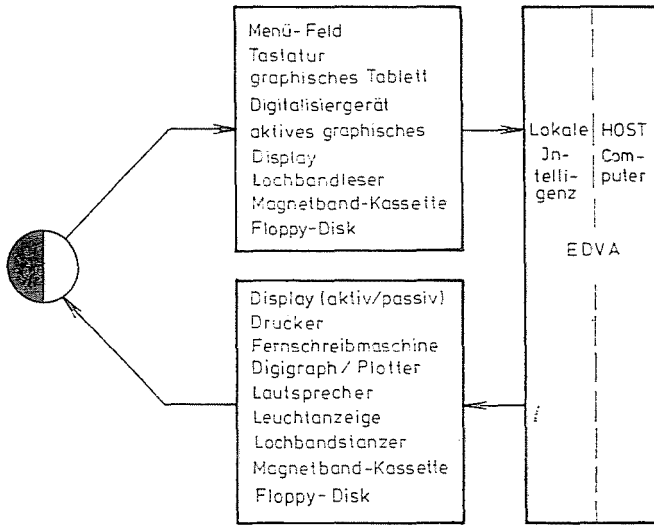 Menü-Feld
Tastatur
graphisches Tablett
Digitalisiergerät
aktives graphisches
Display
Lochbandleser
Magnetband-Kassette
Floppy-Disk
Lokale
Jn-
telli-
genz
HOST
Com-
puter
EDVA
Display (aktiv/passiv)
Drucker
Fernschreibmaschine
Digigraph / Plotter
Lautsprecher
Leuchtanzeige
Lochbandstanzer
Magnetband-Kassette
Floppy-Disk